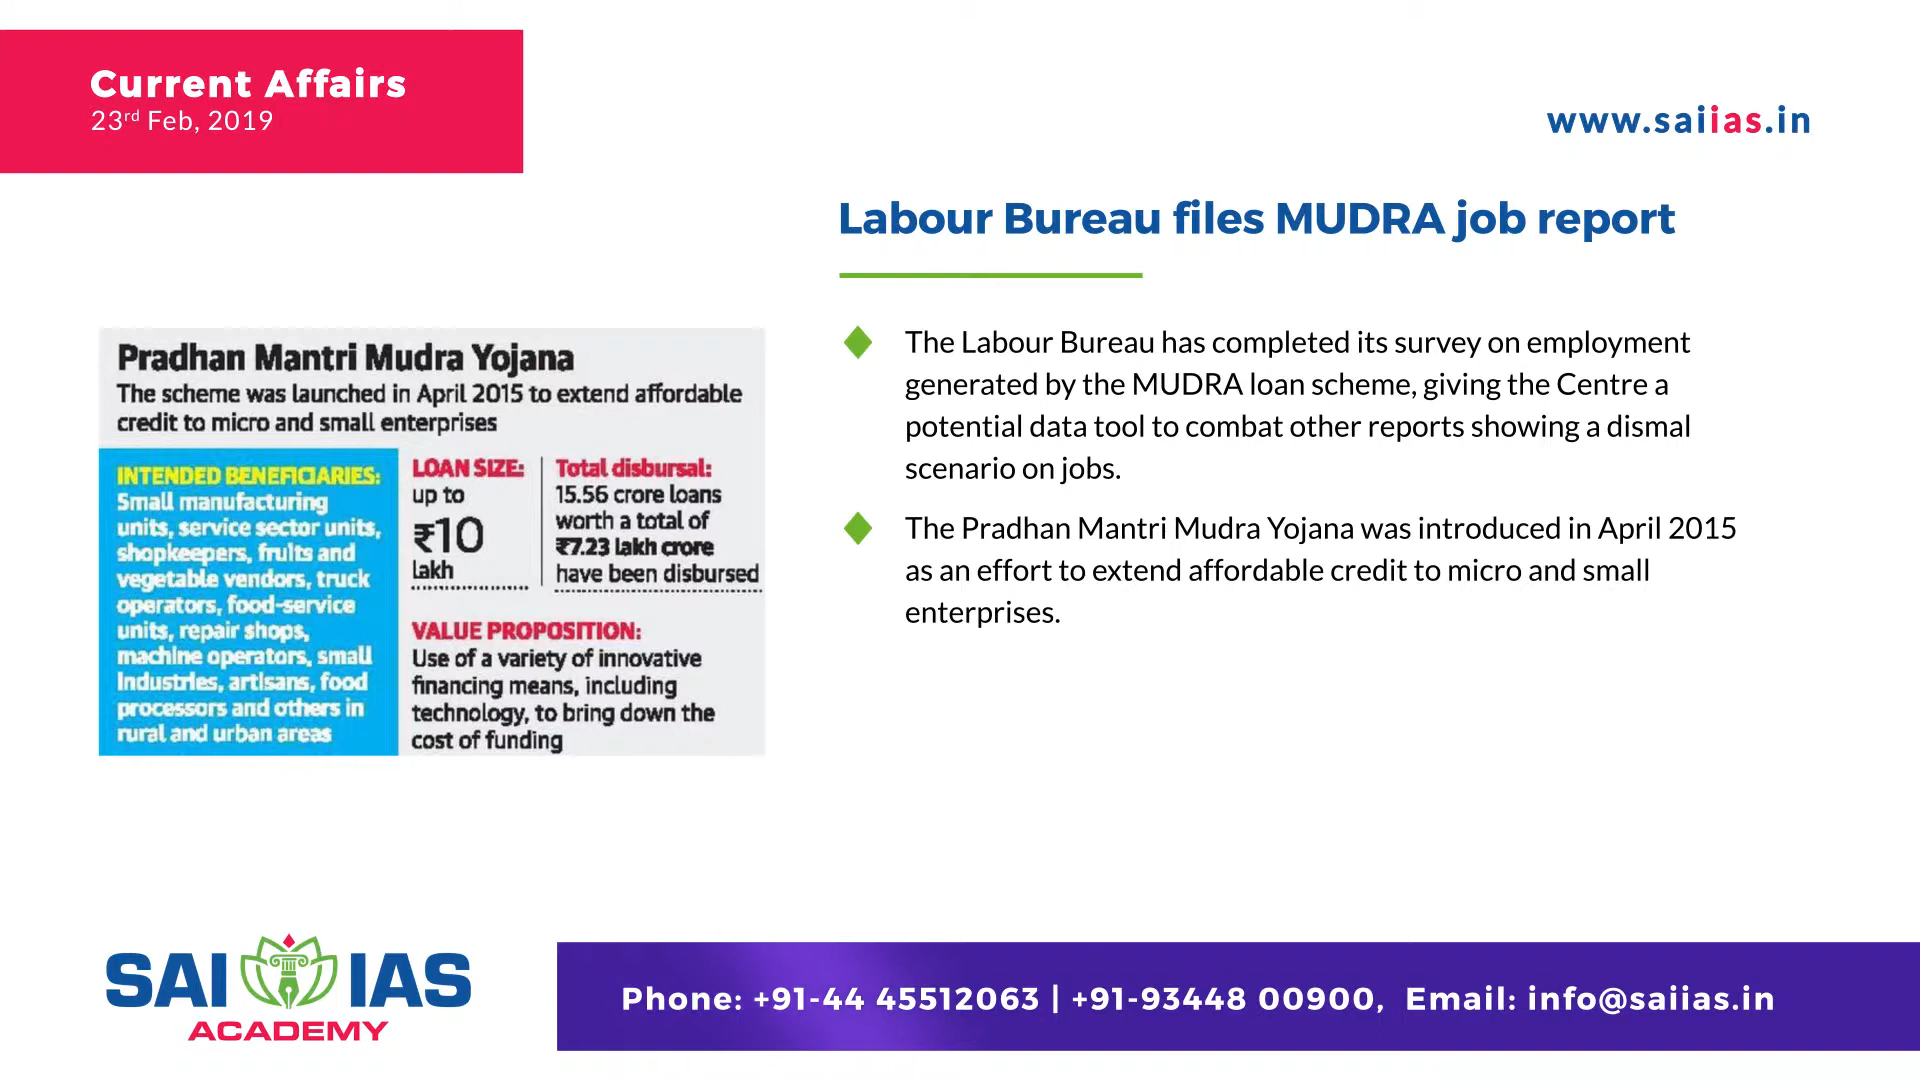 Current Affairs
23rd Feb, 2019
www.saiias.in
Labour Bureau files MUDRA job report
Pradhan Mantri Mudra Yojana
The scheme was launched in April 2015 to extend affordable
credit to micro and small enterprises
INTENDED BENEFICIARIES:
Small manufacturing
units, service sector units,
shopkeepers, fruits and
vegetable vendors, truck
operators, food-service
units, repair shops,
machine operators, small
industries, artisans, food
processors and others in
rural and urban areas
LOAN SIZE:
up to
₹10
lakh
Total disbursal:
15.56 crore loans
worth a total of
₹7.23 lakh crore
have been disbursed
VALUE PROPOSITION:
Use of a variety of innovative
financing means, including
technology, to bring down the
cost of funding
The Labour Bureau has completed its survey on employment
generated by the MUDRA loan scheme, giving the Centre a
potential data tool to combat other reports showing a dismal
scenario on jobs.
The Pradhan Mantri Mudra Yojana was introduced in April 2015
as an effort to extend affordable credit to micro and small
enterprises.
SAI IAS
ACADEMY
Phone: +91-44 45512063 | +91-93448 00900, Email: info@saiias.in